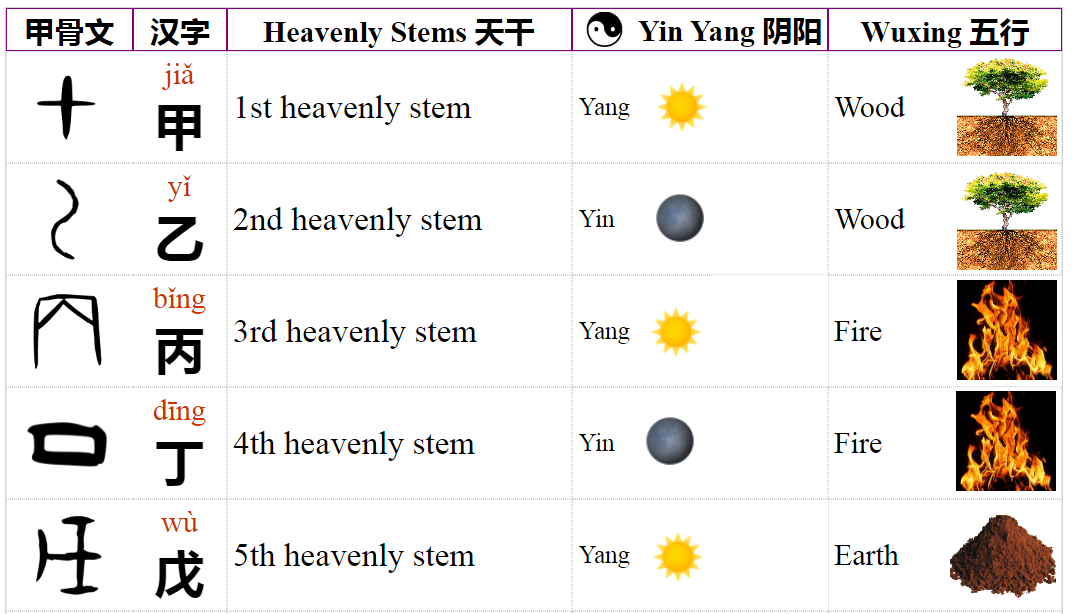 甲骨文 汉字 Heavenly Stems 天干 Yin Yang 阴阳 Wuxing 五行
jiǎ
甲 1st heavenly stem Yang Wood
yǐ
乙 2nd heavenly stem Yin Wood
bǐng
丙 3rd heavenly stem Yang Fire
dīng
丁 4th heavenly stem Yin Fire
wù
戊 5th heavenly stem Yang Earth